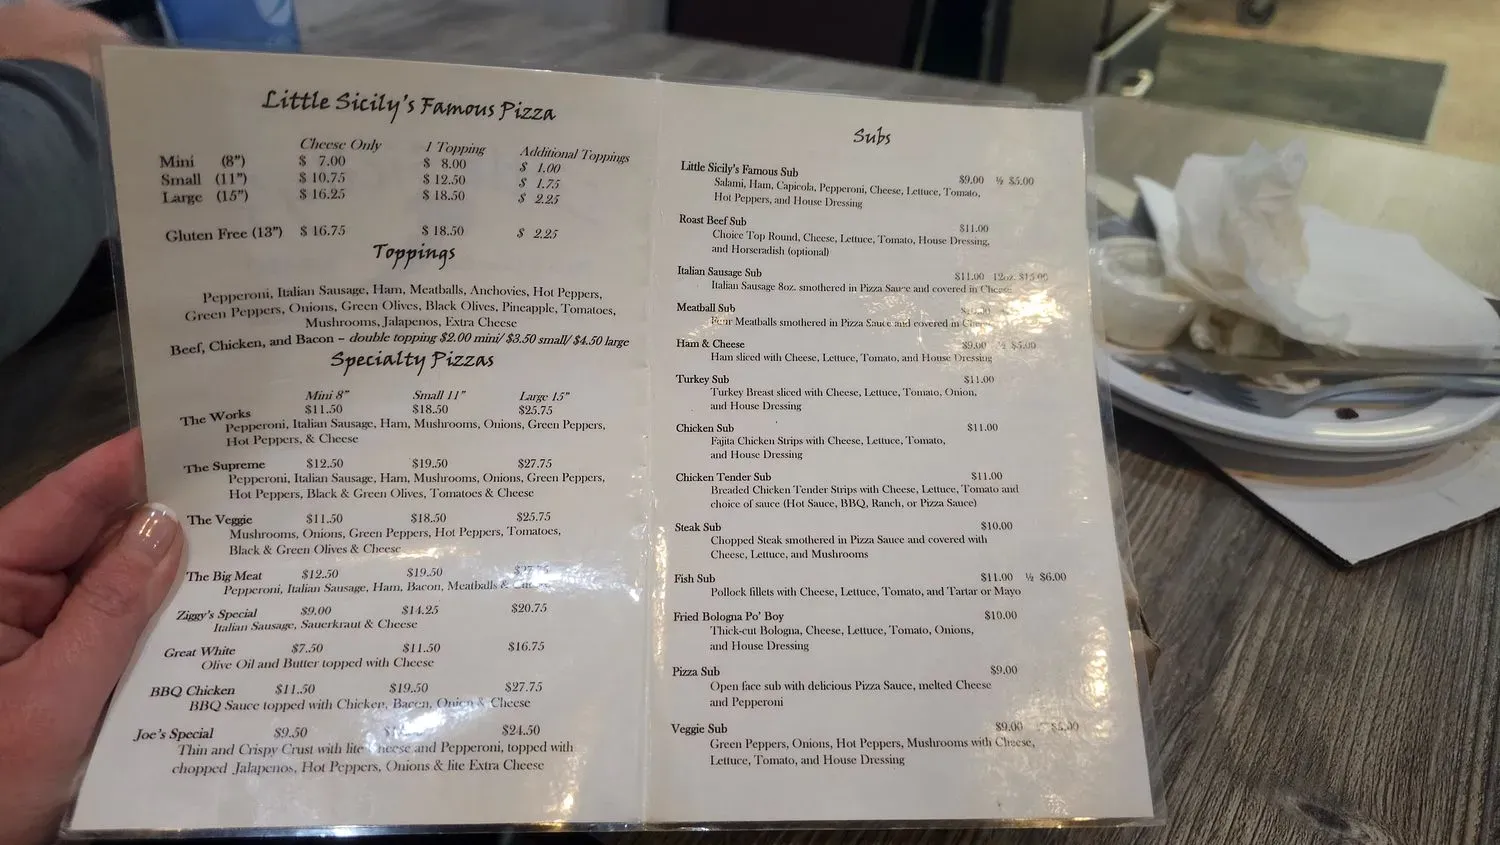 Little Sicily's Famous Pizza
Cheese Only 1 Topping Additional Toppings
Mini (8") $ 7.00 $ 8.00 $ 1.00
Small (11") $ 10.75 $ 12.50 $ 1.75
Large (15") $ 16.25 $ 18.50 $ 2.25
Gluten Free (13") $ 16.75 $ 18.50 $ 2.25
Toppings
Pepperoni, Italian Sausage, Ham, Meatballs, Anchovies, Hot Peppers,
Green Peppers, Onions, Green Olives, Black Olives, Pineapple, Tomatoes,
Mushrooms, Jalapenos, Extra Cheese
Beef, Chicken, and Bacon – double topping $2.00 mini/ $3.50 small/ $4.50 large
Specialty Pizzas
Mini 8" Small 11" Large 15"
The Works $11.50 $18.50 $25.75
Pepperoni, Italian Sausage, Ham, Mushrooms, Onions, Green Peppers,
Hot Peppers, & Cheese
The Supreme $12.50 $19.50 $27.75
Pepperoni, Italian Sausage, Ham, Mushrooms, Onions, Green Peppers,
Hot Peppers, Black & Green Olives, Tomatoes & Cheese
The Veggie $11.50 $18.50 $25.75
Mushrooms, Onions, Green Peppers, Hot Peppers, Tomatoes,
Black & Green Olives & Cheese
The Big Meat $12.50 $19.50 $27.75
Pepperoni, Italian Sausage, Ham, Bacon, Meatballs &
Ziggy's Special $9.00 $14.25 $20.75
Italian Sausage, Sauerkraut & Cheese
Great White $7.50 $11.50 $16.75
Olive Oil and Butter topped with Cheese
BBQ Chicken $11.50 $19.50 $27.75
BBQ Sauce topped with Chicken, Bacon, Onion & Cheese
Joe's Special $9.50 $24.50
Thin and Crispy Crust with lite Cheese and Pepperoni, topped with
chopped Jalapenos, Hot Peppers, Onions & lite Extra Cheese
Subs
Little Sicily's Famous Sub $9.00 ½ $5.00
Salami, Ham, Capicola, Pepperoni, Cheese, Lettuce, Tomato,
Hot Peppers, and House Dressing
Roast Beef Sub $11.00
Choice Top Round, Cheese, Lettuce, Tomato, House Dressing,
and Horseradish (optional)
Italian Sausage Sub $11.00 12oz. $15.00
Italian Sausage 8oz. smothered in Pizza Sauce and covered in Cheese
Meatball Sub
Four Meatballs smothered in Pizza Sauce and covered in Cheese
Ham & Cheese $9.00 ½ $5.00
Ham sliced with Cheese, Lettuce, Tomato, and House Dressing
Turkey Sub $11.00
Turkey Breast sliced with Cheese, Lettuce, Tomato, Onion,
and House Dressing
Chicken Sub $11.00
Fajita Chicken Strips with Cheese, Lettuce, Tomato,
and House Dressing
Chicken Tender Sub $11.00
Breaded Chicken Tender Strips with Cheese, Lettuce, Tomato and
choice of sauce (Hot Sauce, BBQ, Ranch, or Pizza Sauce)
Steak Sub $10.00
Chopped Steak smothered in Pizza Sauce and covered with
Cheese, Lettuce, and Mushrooms
Fish Sub $11.00 ½ $6.00
Pollock fillets with Cheese, Lettuce, Tomato, and Tartar or Mayo
Fried Bologna Po' Boy $10.00
Thick-cut Bologna, Cheese, Lettuce, Tomato, Onions,
and House Dressing
Pizza Sub $9.00
Open face sub with delicious Pizza Sauce, melted Cheese
and Pepperoni
Veggie Sub $9.00 $5.00
Green Peppers, Onions, Hot Peppers, Mushrooms with Cheese,
Lettuce, Tomato, and House Dressing